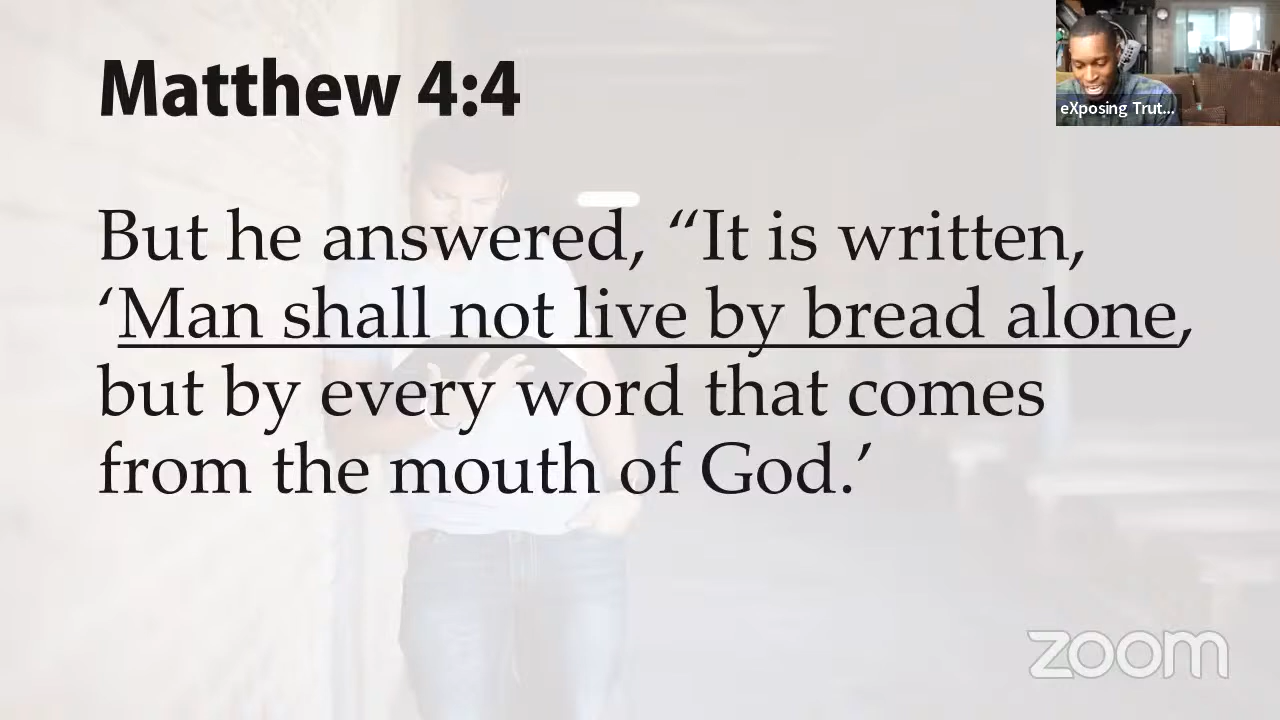 Matthew 4:4
eXposing Trut...
But he answered, “It is written,
‘Man shall not live by bread alone,
but by every word that comes
from the mouth of God.’
zoom